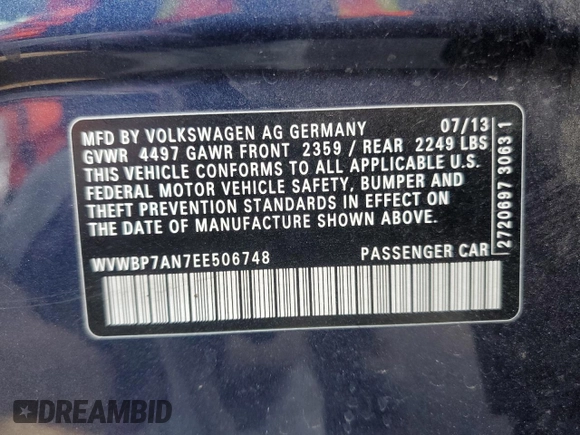 MFD BY VOLKSWAGEN AG GERMANY 07/13
GVWR 4497 GAWR FRONT 2359 / REAR 2249 LBS
THIS VEHICLE CONFORMS TO ALL APPLICABLE U.S.
FEDERAL MOTOR VEHICLE SAFETY, BUMPER AND
THEFT PREVENTION STANDARDS IN EFFECT ON THE
DATE OF MANUFACTURE SHOWN ABOVE.
WVWBP7AN7EE506748 PASSENGER CAR
2720697 3063 1
DREAMBID